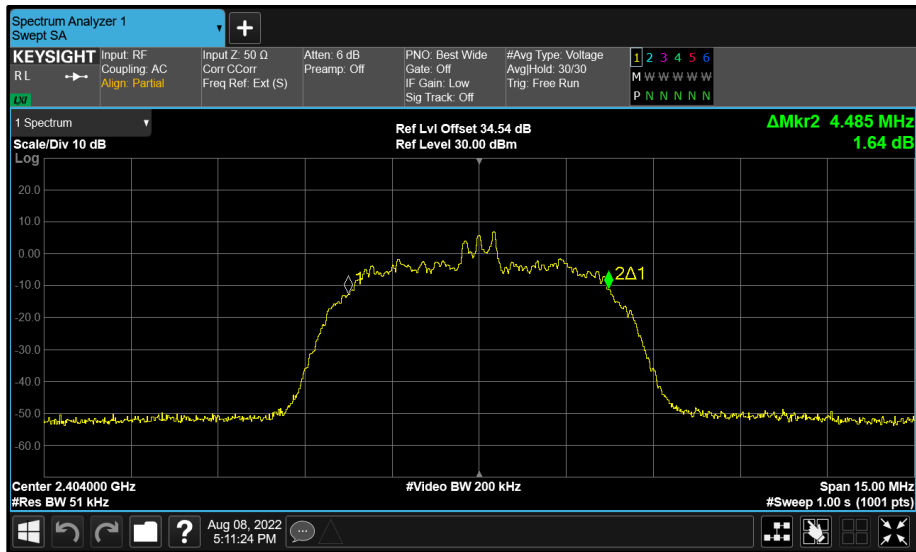 Spectrum Analyzer 1
Swept SA
+
KEYSIGHT
RL
LXI
Input: RF
Coupling: AC
Align: Partial
Input Z: 50 Ω
Corr CCorr
Freq Ref: Ext (S)
Atten: 6 dB
Preamp: Off
PNO: Best Wide
Gate: Off
IF Gain: Low
Sig Track: Off
#Avg Type: Voltage
Avg|Hold: 30/30
Trig: Free Run
1 2 3 4 5 6
M W W W W W
P N N N N N
1 Spectrum
Scale/Div 10 dB
Ref Lvl Offset 34.54 dB
Ref Level 30.00 dBm
ΔMkr2 4.485 MHz
1.64 dB
Log
20.0
10.0
0.00
-10.0
-20.0
-30.0
-40.0
-50.0
-60.0
1
2Δ1
Center 2.404000 GHz
#Video BW 200 kHz
Span 15.00 MHz
#Res BW 51 kHz
#Sweep 1.00 s (1001 pts)
?
Aug 08, 2022
5:11:24 PM